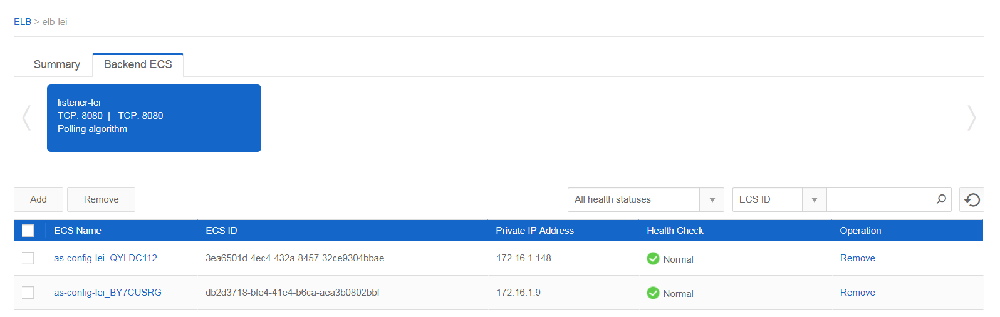 ELB > elb-lei
Summary Backend ECS
listener-lei
TCP: 8080 | TCP: 8080
Polling algorithm
Add Remove All health statuses ECS ID
ECS Name ECS ID Private IP Address Health Check Operation
as-config-lei_QYLDC112 3ea6501d-4ec4-432a-8457-32ce9304bbae 172.16.1.148 Normal Remove
as-config-lei_BY7CUSRG db2d3718-bfe4-41e4-b6ca-aea3b0802bbf 172.16.1.9 Normal Remove